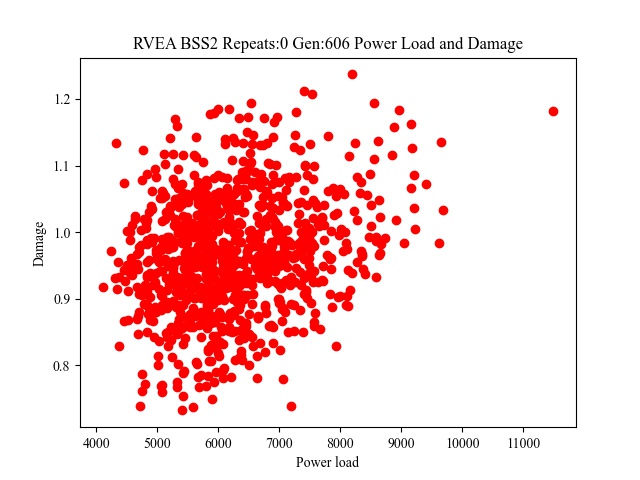 RVEA BSS2 Repeats:0 Gen:606 Power Load and Damage
1.2
1.1
1.0
0.9
0.8
Damage
4000 5000 6000 7000 8000 9000 10000 11000
Power load